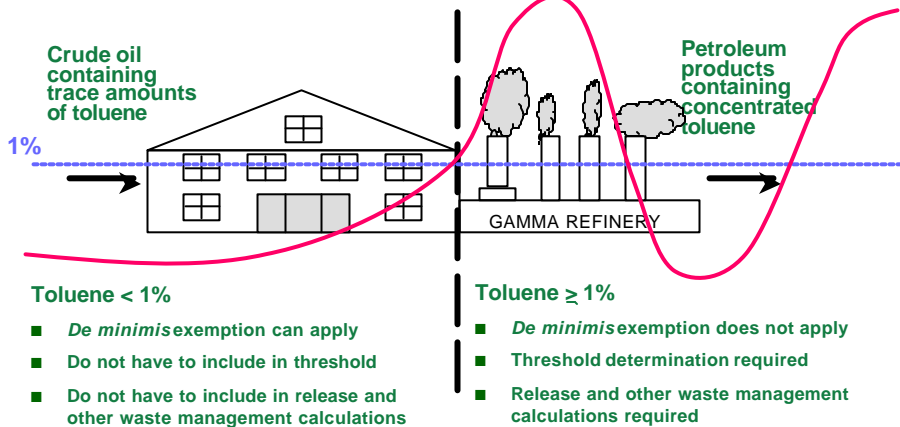 Crude oil
containing
trace amounts
of toluene
Petroleum
products
containing
concentrated
toluene
1%
GAMMA REFINERY
Toluene < 1%
■ De minimis exemption can apply
■ Do not have to include in threshold
■ Do not have to include in release and
other waste management calculations
Toluene ≥ 1%
■ De minimis exemption does not apply
■ Threshold determination required
■ Release and other waste management
calculations required